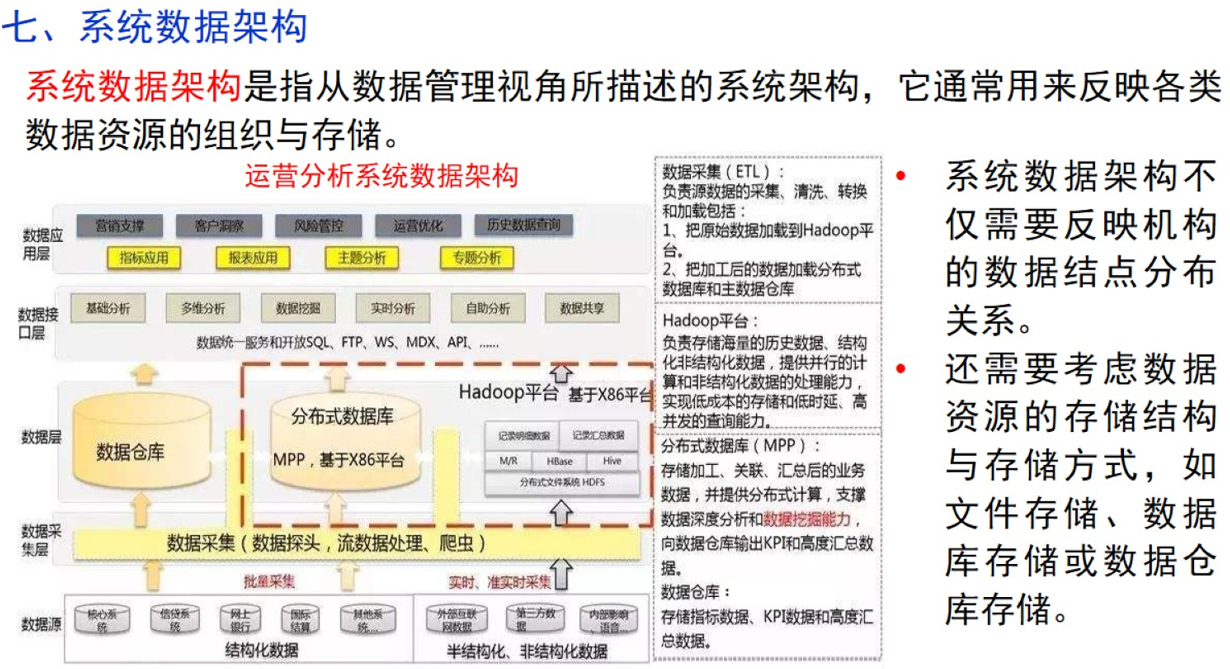 七、系统数据架构
系统数据架构是指从数据管理视角所描述的系统架构，它通常用来反映各类
数据资源的组织与存储。
运营分析系统数据架构
数据应
用层
营销支撑 客户洞察 风险管控 运营优化 历史数据查询
指标应用 报表应用 主题分析 专题分析
数据接
口层
基础分析 多维分析 数据挖掘 实时分析 自助分析 数据共享
数据统一服务和开放SQL、FTP、WS、MDX、API、......
数据层
数据仓库
分布式数据库
MPP，基于X86平台
Hadoop平台 基于X86平台
记录明细数据 记录汇总数据
M/R HBase Hive
分布式文件系统 HDFS
数据采
集层
数据采集（数据探头，流数据处理、爬虫）
批量采集 实时、准实时采集
数据源
核心系
统
信贷系
统
网上
银行
国际
结算
其他系
统...
外部互联
网数据
第三方数
据
内部影响
、语音...
结构化数据 半结构化、非结构化数据
数据采集（ETL）：
负责源数据的采集、清洗、转换
和加载包括：
1、把原始数据加载到Hadoop平
台。
2、把加工后的数据加载分布式
数据库和主数据仓库
Hadoop平台：
负责存储海量的历史数据、结构
化非结构化数据，提供并行的计
算和非结构化数据的处理能力，
实现低成本的存储和低时延、高
并发的查询能力。
分布式数据库（MPP）：
存储加工、关联、汇总后的业务
数据，并提供分布式计算，支撑
数据深度分析和数据挖掘能力，
向数据仓库输出KPI和高度汇总数
据。
数据仓库：
存储指标数据、KPI数据和高度汇
总数据。
• 系统数据架构不
仅需要反映机构
的数据结点分布
关系。
• 还需要考虑数据
资源的存储结构
与存储方式，如
文件存储、数据
库存储或数据仓
库存储。